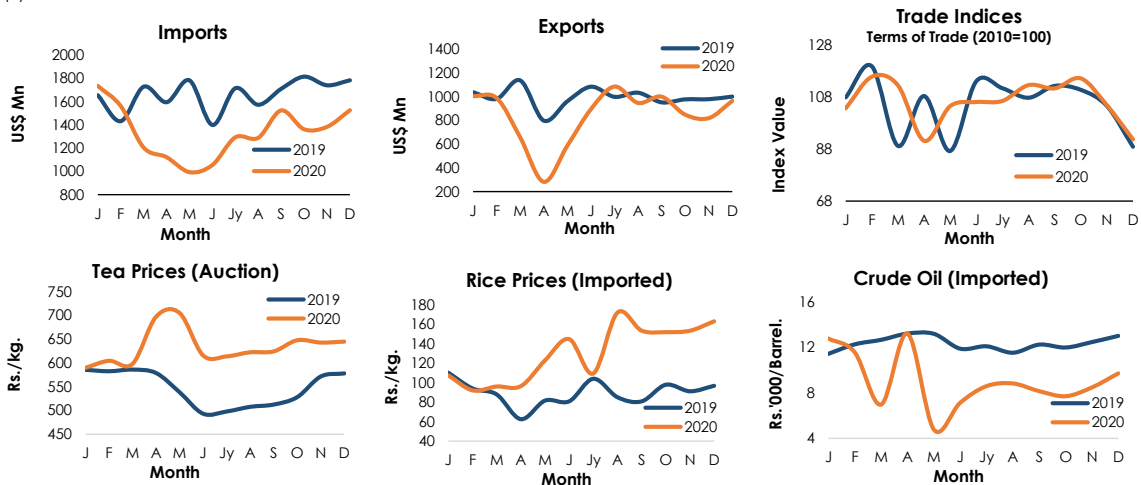 Imports
US$ Mn
2000
1800
1600
1400
1200
1000
800
2019
2020
J F M A M J Jy A S O N D
Month
Exports
US$ Mn
1400
1200
1000
800
600
400
200
2019
2020
J F M A M J Jy A S O N D
Month
Trade Indices
Terms of Trade (2010=100)
Index Value
128
108
88
68
2019
2020
J F M A M J Jy A S O N D
Month
Tea Prices (Auction)
Rs./kg.
750
700
650
600
550
500
450
2019
2020
J F M A M J Jy A S O N D
Month
Rice Prices (Imported)
Rs./kg.
180
160
140
120
100
80
60
40
2019
2020
J F M A M J Jy A S O N D
Month
Crude Oil (Imported)
Rs.'000/Barrel.
16
12
8
4
2019
2020
J F M A M J Jy A S O N D
Month